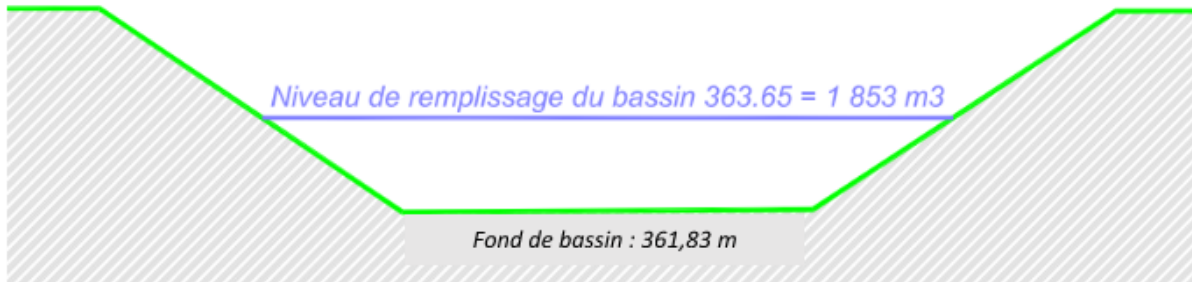 Niveau de remplissage du bassin 363.65 = 1 853 m3
Fond de bassin : 361,83 m